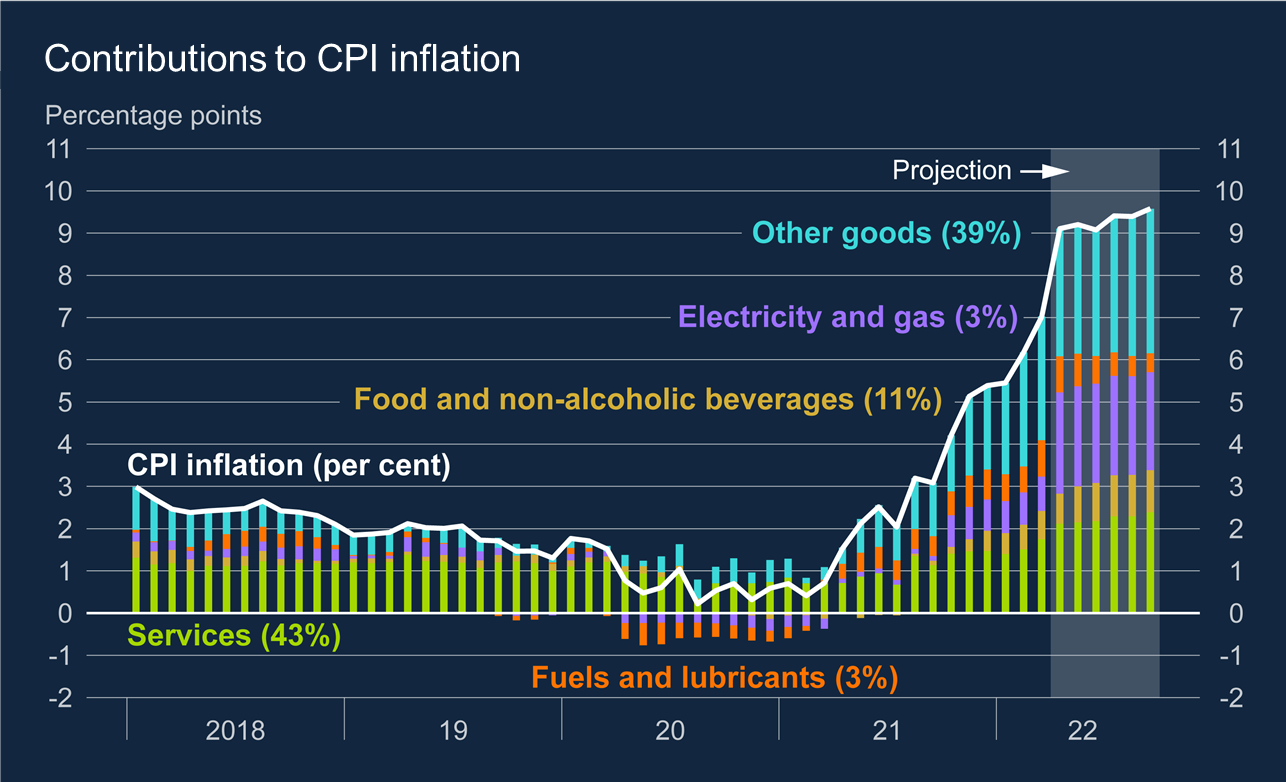 Contributions to CPI inflation
Percentage points
11 11
Projection
10 10
Other goods (39%)
9 9
8 8
Electricity and gas (3%)
7 7
6 6
Food and non-alcoholic beverages (11%)
5 5
4 4
CPI inflation (per cent)
3 3
2 2
1 1
0 0
Services (43%)
-1 -1
Fuels and lubricants (3%)
-2 -2
2018 19 20 21 22